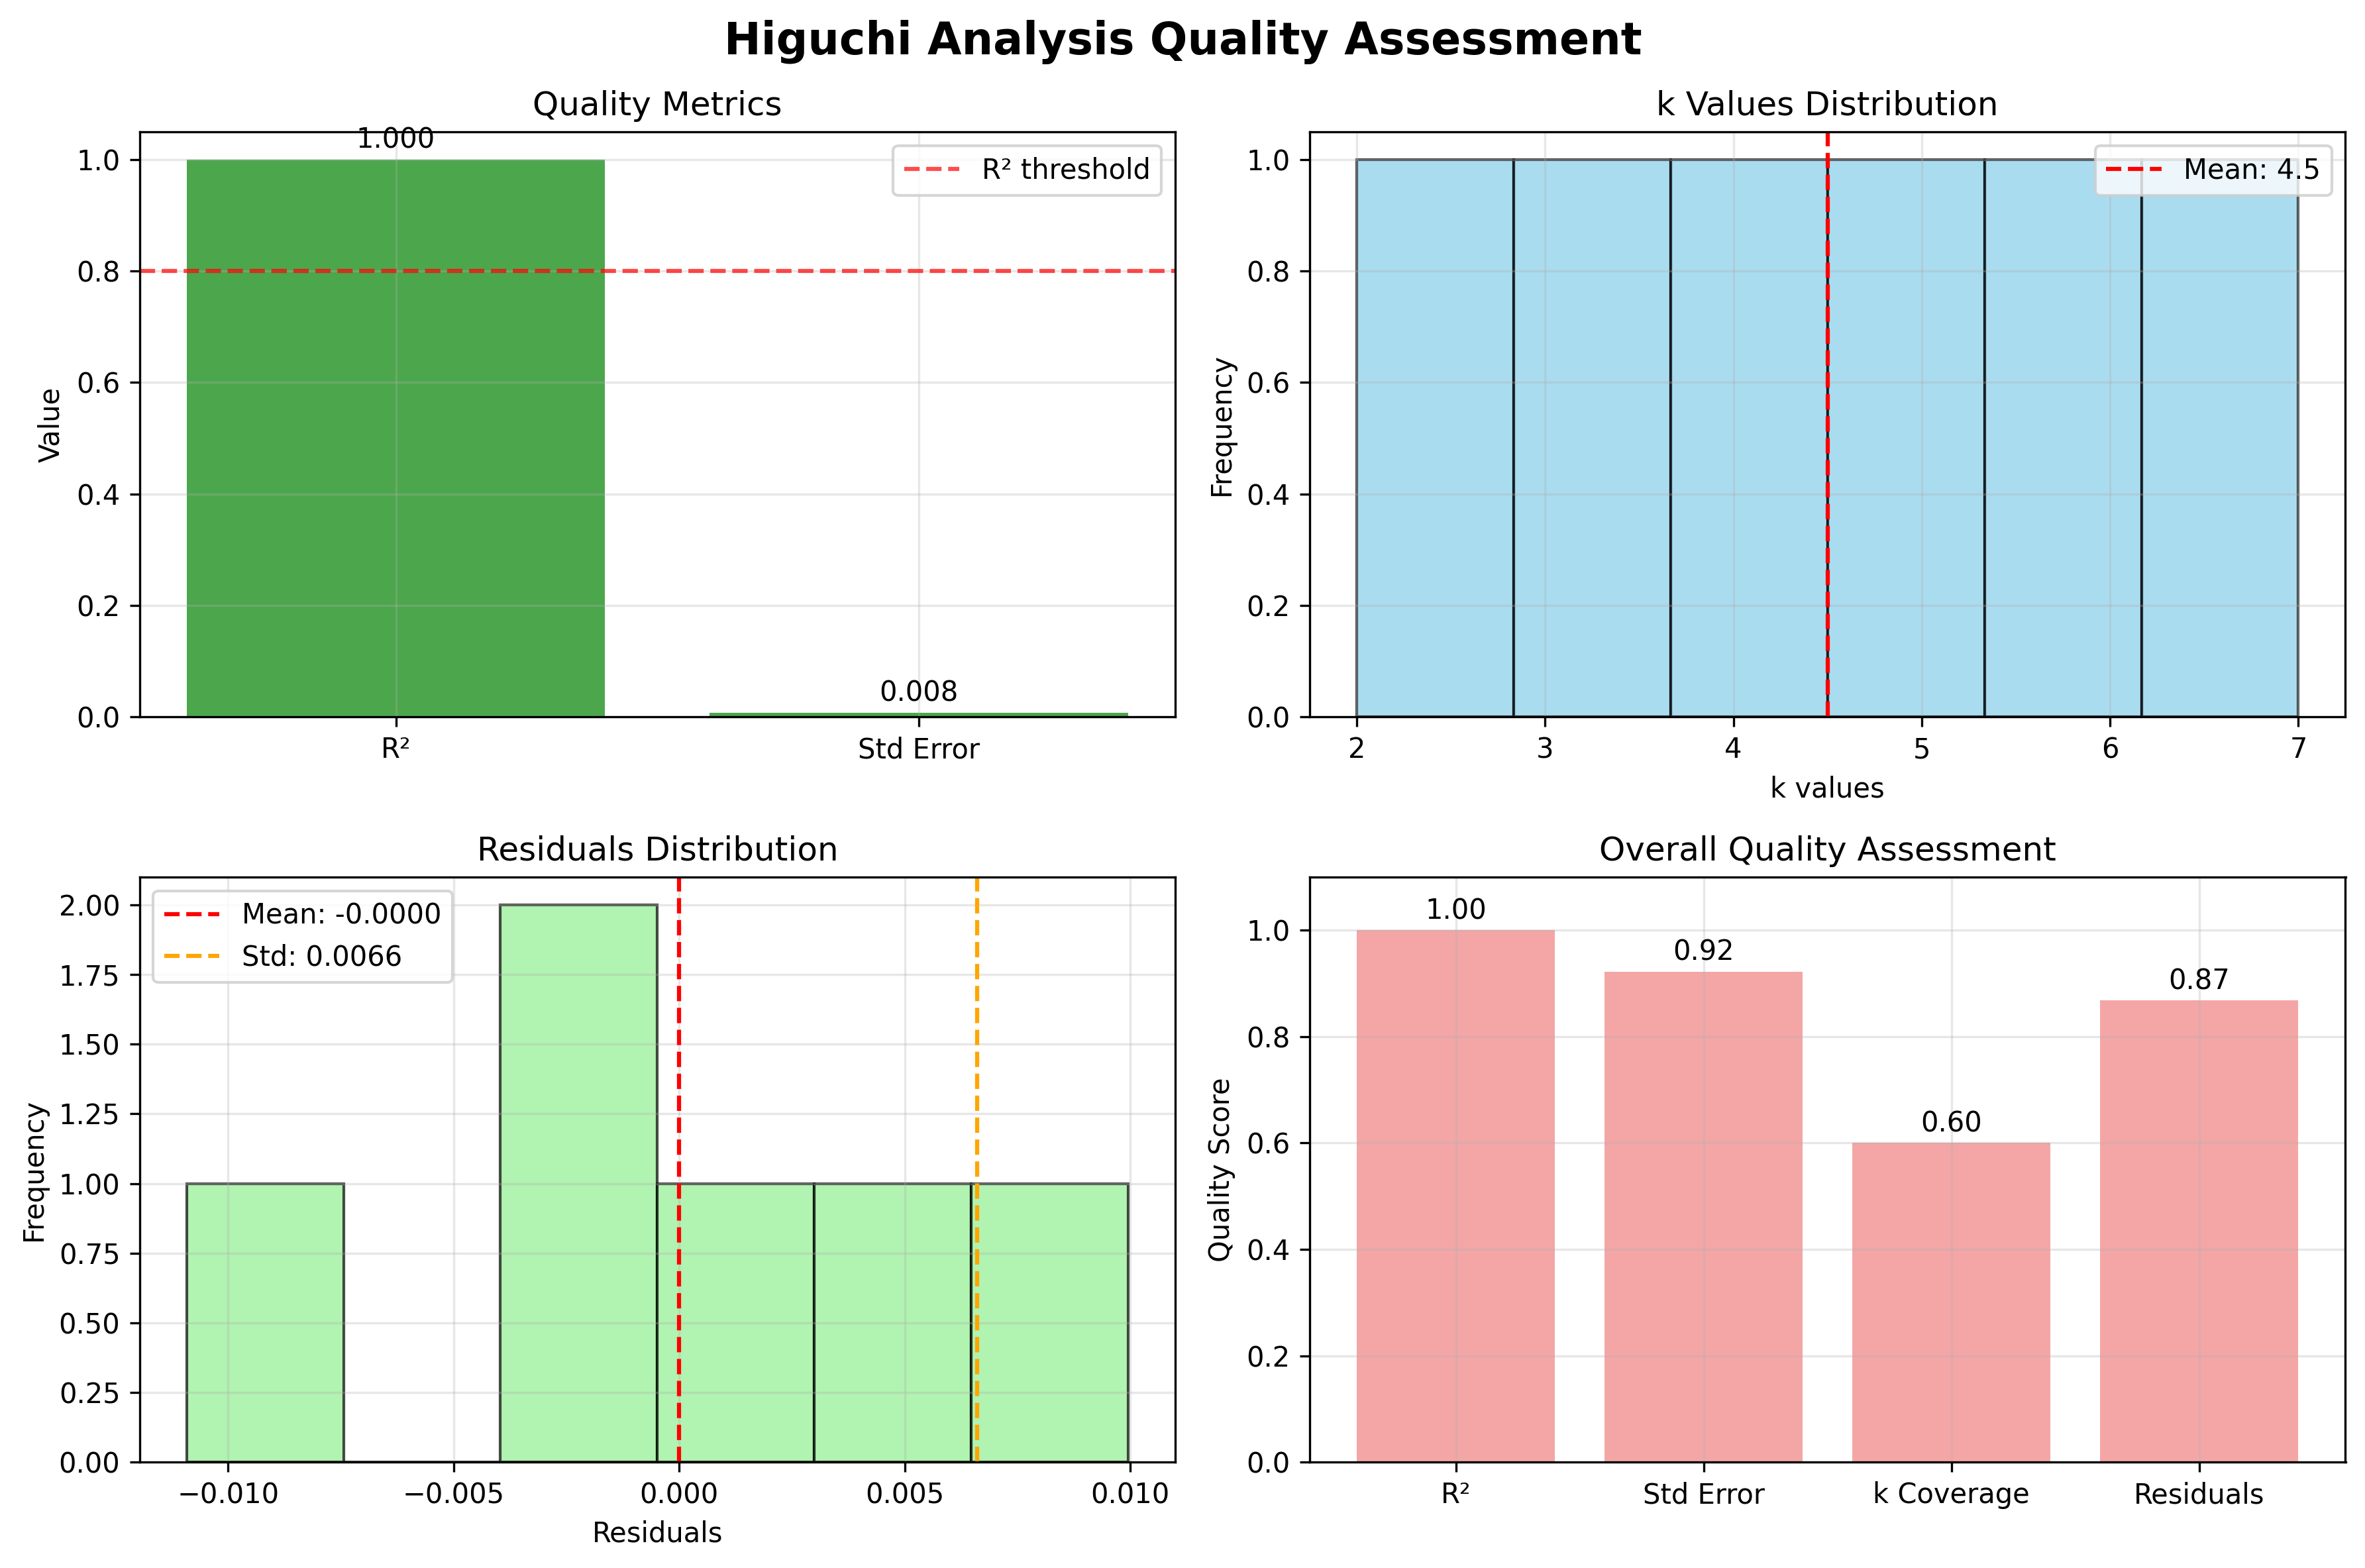 Higuchi Analysis Quality Assessment
Quality Metrics
1.000
R² threshold
1.0
0.8
0.6
0.4
0.2
0.0
Value
0.008
R²
Std Error
k Values Distribution
Mean: 4.5
1.0
0.8
0.6
0.4
0.2
0.0
Frequency
2
3
4
5
6
7
k values
Residuals Distribution
Mean: -0.0000
Std: 0.0066
2.00
1.75
1.50
1.25
1.00
0.75
0.50
0.25
0.00
Frequency
−0.010
−0.005
0.000
0.005
0.010
Residuals
Overall Quality Assessment
1.00
0.92
0.60
0.87
1.0
0.8
0.6
0.4
0.2
0.0
Quality Score
R²
Std Error
k Coverage
Residuals